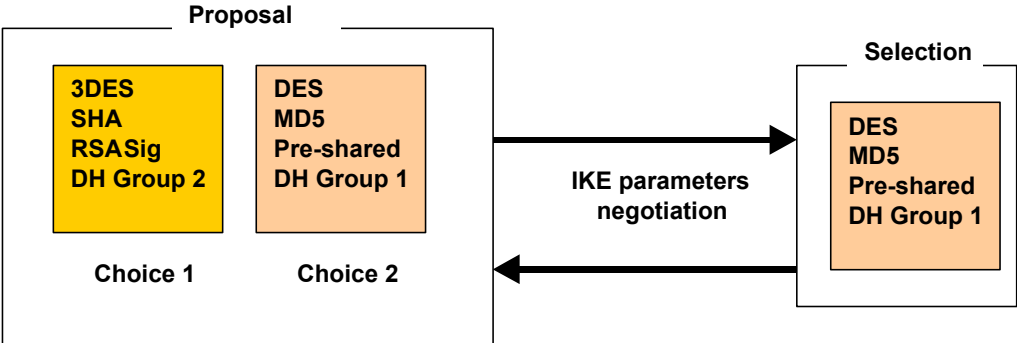 Proposal
Selection
3DES
SHA
RSASig
DH Group 2
DES
MD5
Pre-shared
DH Group 1
DES
MD5
Pre-shared
DH Group 1
IKE parameters
negotiation
Choice 1
Choice 2